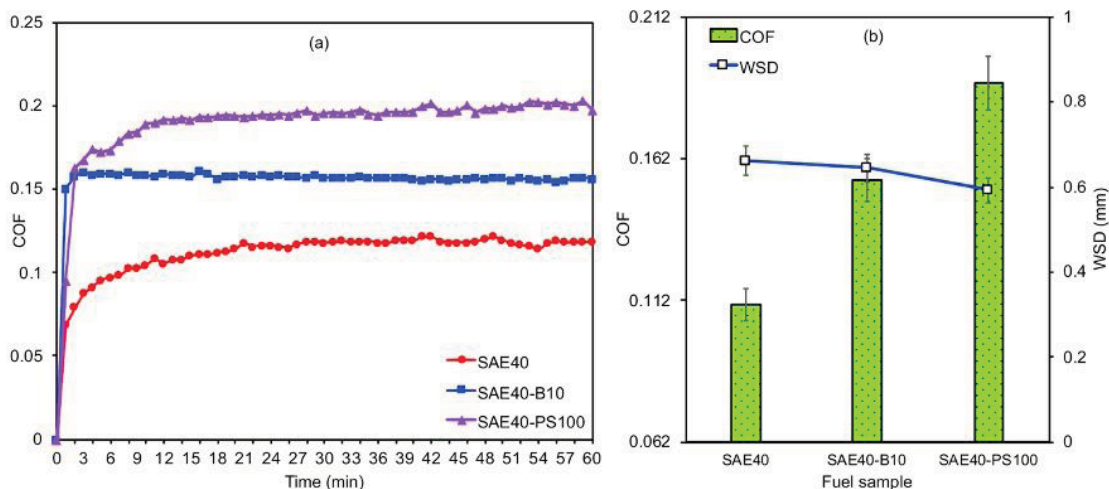 (a)
COF
0.25
0.2
0.15
0.1
0.05
0
SAE40
SAE40-B10
SAE40-PS100
0 3 6 9 12 15 18 21 24 27 30 33 36 39 42 45 48 51 54 57 60
Time (min)
(b)
COF
WSD
COF
0.212
0.162
0.112
0.062
1
0.8
0.6
0.4
0.2
0
WSD (mm)
SAE40 SAE40-B10 SAE40-PS100
Fuel sample